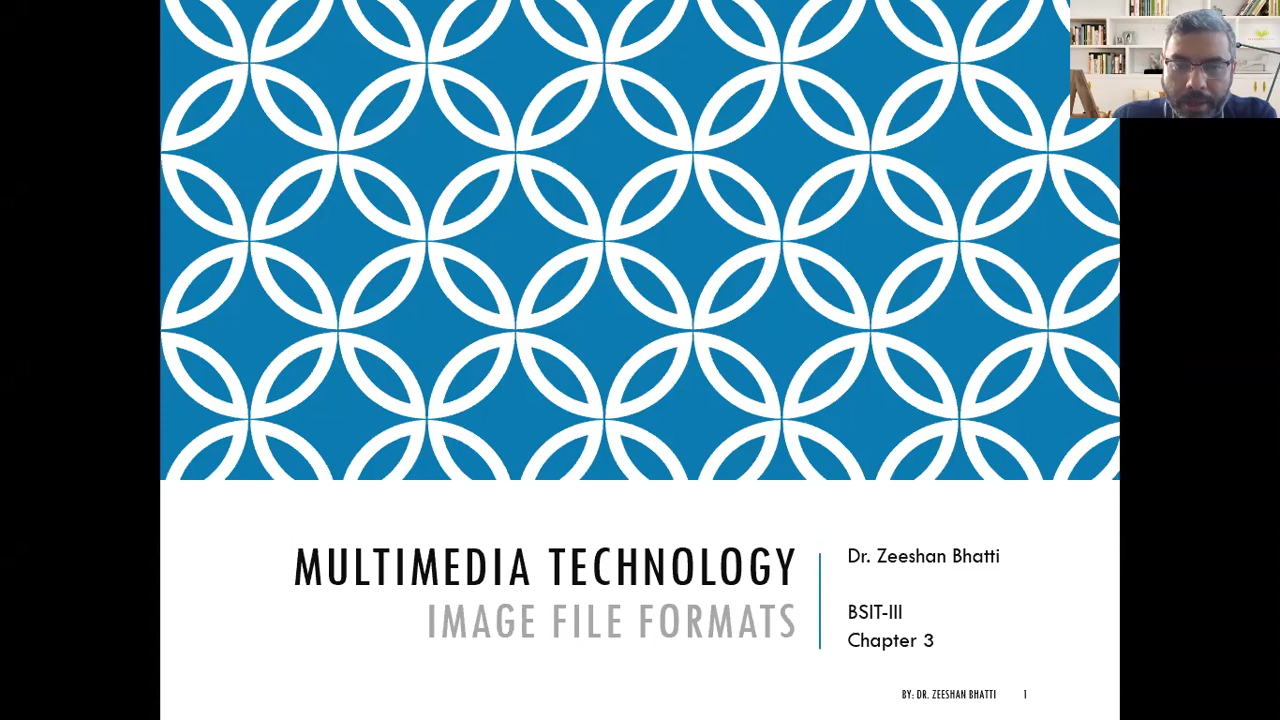 MULTIMEDIA TECHNOLOGY
IMAGE FILE FORMATS
Dr. Zeeshan Bhatti
BSIT-III
Chapter 3
BY: DR. ZEESHAN BHATTI 1